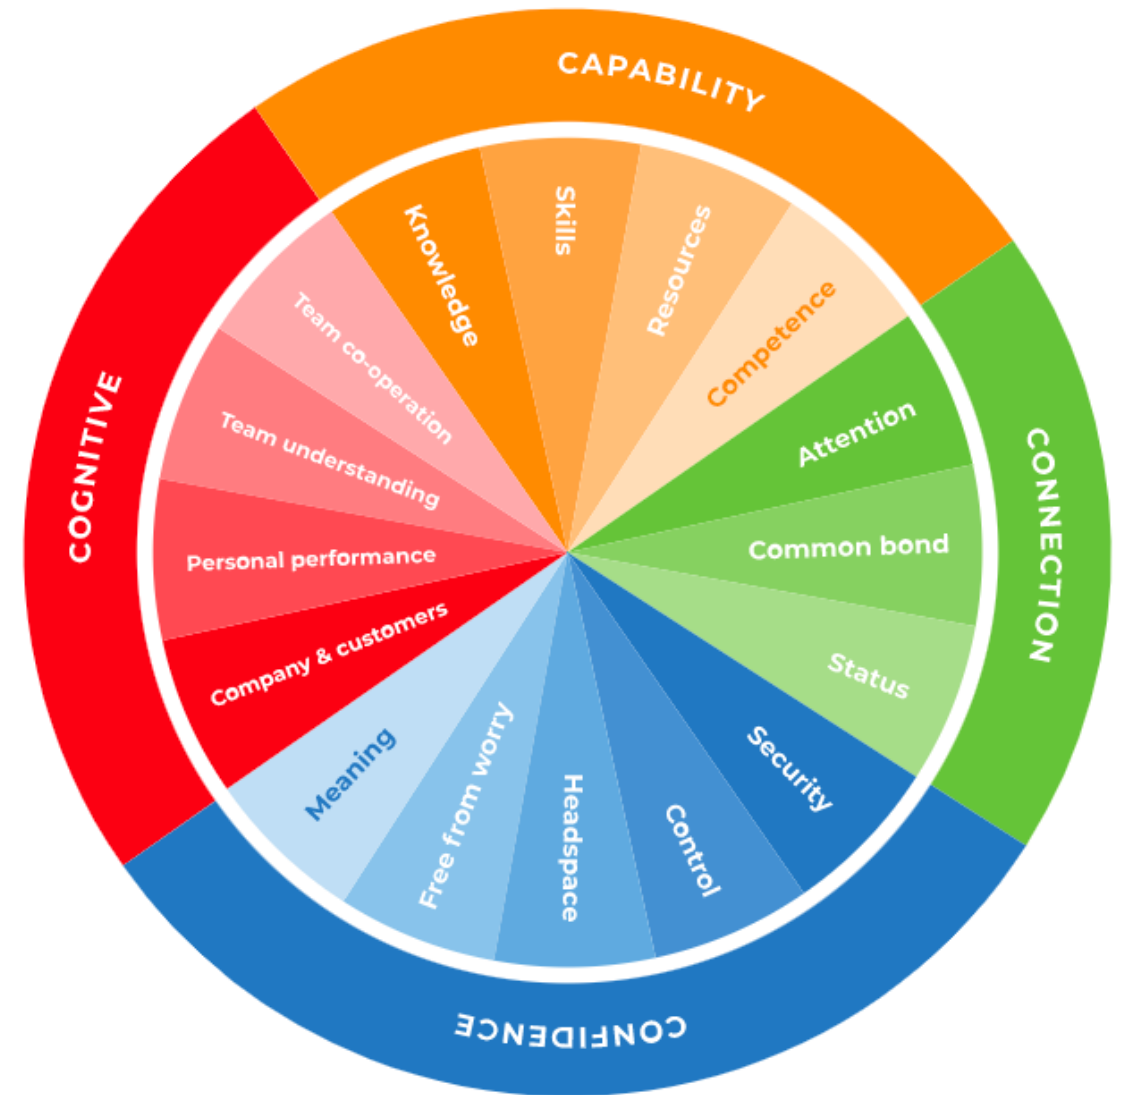 CAPABILITY
Knowledge
Skills
Resources
Competence
CONNECTION
Attention
Common bond
Status
CONFIDENCE
Security
Control
Headspace
Free from worry
Meaning
COGNITIVE
Company & customers
Personal performance
Team understanding
Team co-operation